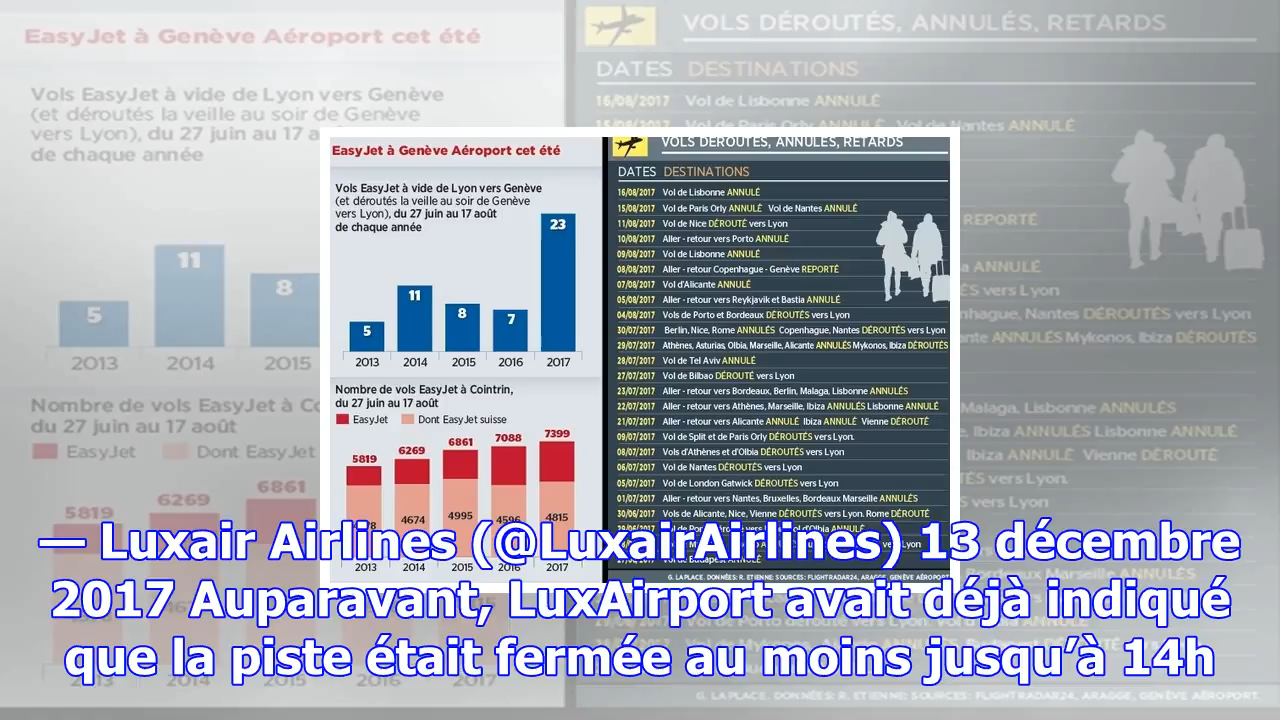 EasyJet à Genève Aéroport cet été
Vols EasyJet à vide de Lyon vers Genève
(et déroutés la veille au soir de Genève
vers Lyon), du 27 juin au 17 août
de chaque année
5
11
8
7
23
2013 2014 2015 2016 2017
Nombre de vols EasyJet à Cointrin,
du 27 juin au 17 août
EasyJet Dont EasyJet suisse
5819
6269
6861
7088
7399
4674 4995 4596 4815
2013 2014 2015 2016 2017
VOLS DÉROUTÉS, ANNULÉS, RETARDS
DATES DESTINATIONS
16/08/2017 Vol de Lisbonne ANNULÉ
15/08/2017 Vol de Paris Orly ANNULÉ Vol de Nantes ANNULÉ
11/08/2017 Vol de Nice DÉROUTÉ vers Lyon
10/08/2017 Aller - retour vers Porto ANNULÉ
09/08/2017 Vol de Lisbonne ANNULÉ
08/08/2017 Aller - retour Copenhague - Genève REPORTÉ
07/08/2017 Vol d'Alicante ANNULÉ
05/08/2017 Aller - retour vers Reykjavik et Bastia ANNULÉ
04/08/2017 Vols de Porto et Bordeaux DÉROUTÉS vers Lyon
30/07/2017 Berlin, Nice, Rome ANNULÉS Copenhague, Nantes DÉROUTÉS vers Lyon
29/07/2017 Athènes, Asturias, Olbia, Marseille, Alicante ANNULÉS Mykonos, Ibiza DÉROUTÉS
28/07/2017 Vol de Tel Aviv ANNULÉ
27/07/2017 Vol de Bilbao DÉROUTÉ vers Lyon
23/07/2017 Aller - retour vers Bordeaux, Berlin, Malaga, Lisbonne ANNULÉS
22/07/2017 Aller - retour vers Athènes, Marseille, Ibiza ANNULÉS Lisbonne ANNULÉ
21/07/2017 Aller - retour vers Alicante ANNULÉ Ibiza ANNULÉ Vienne DÉROUTÉ
09/07/2017 Vol de Split et de Paris Orly DÉROUTÉS vers Lyon.
08/07/2017 Vols d'Athènes et d'Olbia DÉROUTÉS vers Lyon
06/07/2017 Vol de Nantes DÉROUTÉS vers Lyon
05/07/2017 Vol de London Gatwick DÉROUTÉS vers Lyon
01/07/2017 Aller - retour vers Nantes, Bruxelles, Bordeaux Marseille ANNULÉS
30/06/2017 Vols de Alicante, Nice, Vienne DÉROUTÉS vers Lyon. Rome DÉROUTÉ
G. LAPLACE. DONNÉES: R. ETIENNE: SOURCES: FLIGHTRADAR24, ARAGGE, GENÈVE AÉROPORT.
— Luxair Airlines (@LuxairAirlines) 13 décembre
2017 Auparavant, LuxAirport avait déjà indiqué
que la piste était fermée au moins jusqu’à 14h